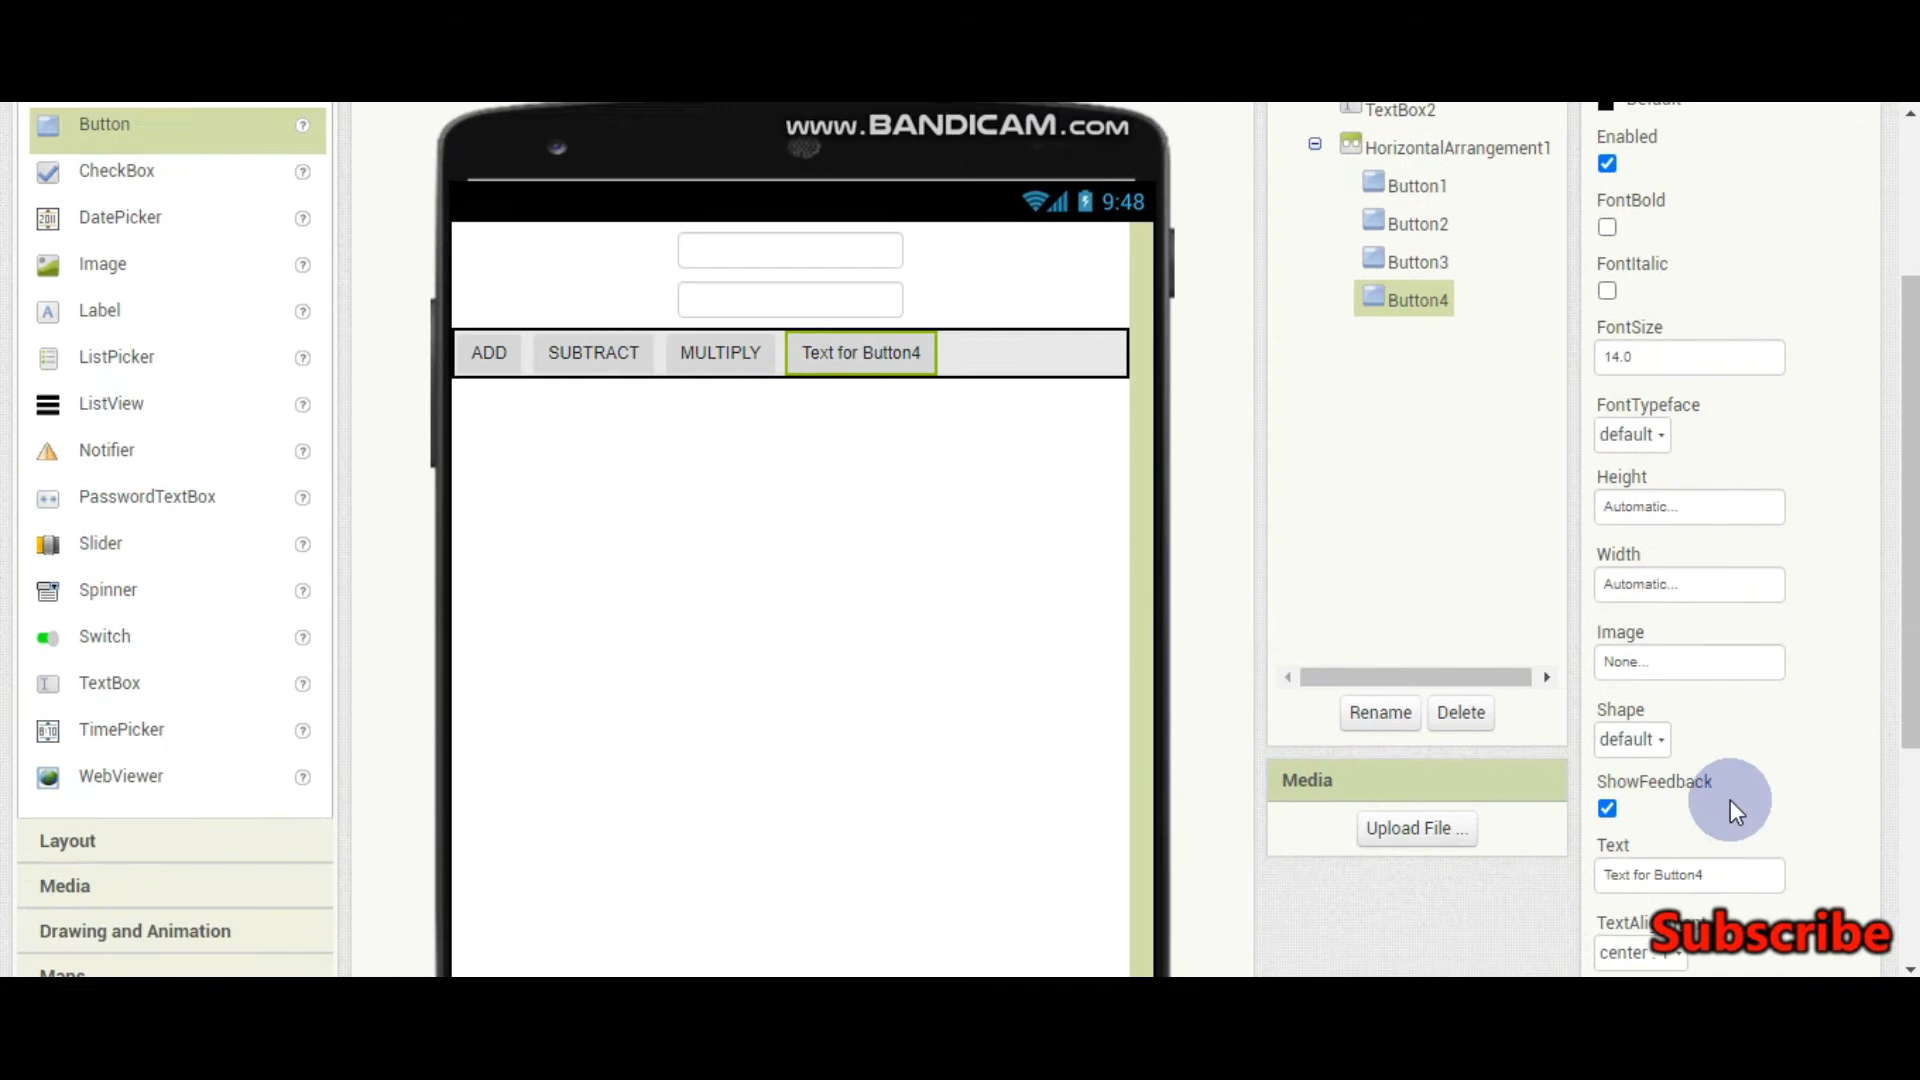 www.BANDICAM.com
Button
CheckBox
DatePicker
Image
Label
ListPicker
ListView
Notifier
PasswordTextBox
Slider
Spinner
Switch
TextBox
TimePicker
WebViewer
Layout
Media
Drawing and Animation
Maps
9:48
ADD
SUBTRACT
MULTIPLY
Text for Button4
TextBox2
HorizontalArrangement1
Button1
Button2
Button3
Button4
Rename
Delete
Media
Upload File ...
Default
Enabled
FontBold
FontItalic
FontSize
14.0
FontTypeface
default
Height
Automatic...
Width
Automatic...
Image
None...
Shape
default
ShowFeedback
Text
Text for Button4
center : 1
Subscribe